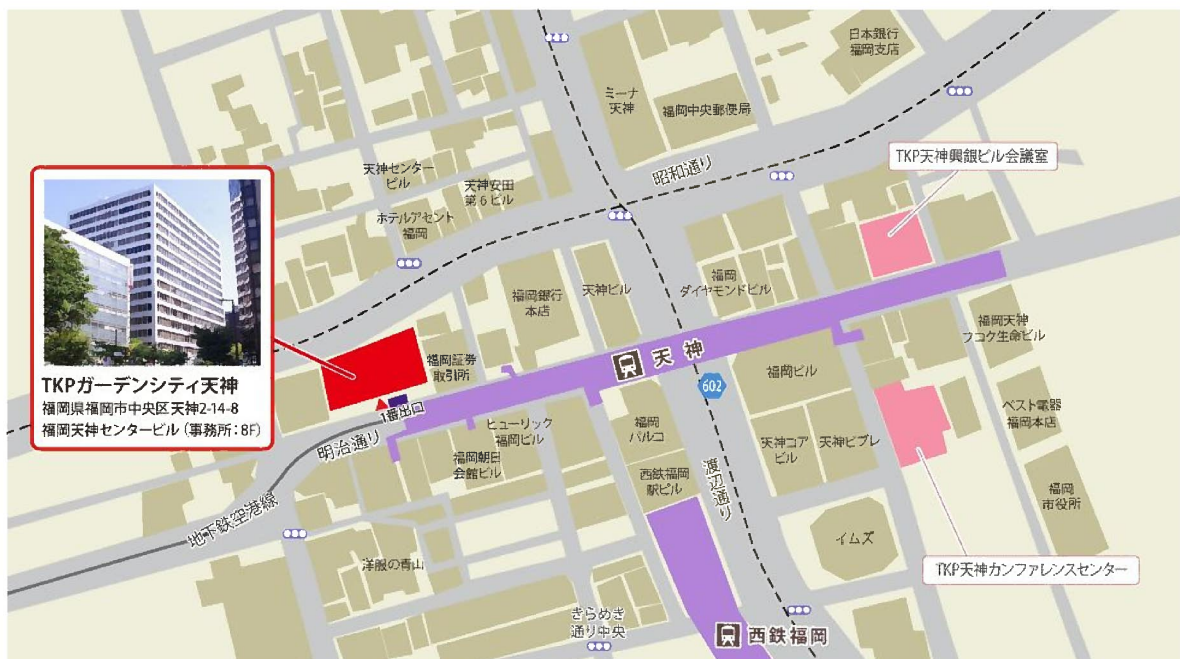 日本銀行
福岡支店
ミーナ
天神
福岡中央郵便局
TKP天神興銀ビル会議室
昭和通り
天神センター
ビル
天神安田
第6ビル
ホテルアセント
福岡
TKPガーデンシティ天神
福岡県福岡市中央区天神2-14-8
福岡天神センタービル (事務所：8F)
福岡銀行
本店
天神ビル
福岡
ダイヤモンドビル
福岡天神
フコク生命ビル
福岡証券
取引所
天神
602
福岡ビル
1番出口
明治通り
ヒューリック
福岡ビル
福岡朝日
会館ビル
福岡
パルコ
天神コア
ビル
天神ビブレ
ベスト電器
福岡本店
西鉄福岡
駅ビル
渡辺通り
福岡
市役所
地下鉄空港線
イムズ
洋服の青山
TKP天神カンファレンスセンター
きらめき
通り中央
西鉄福岡